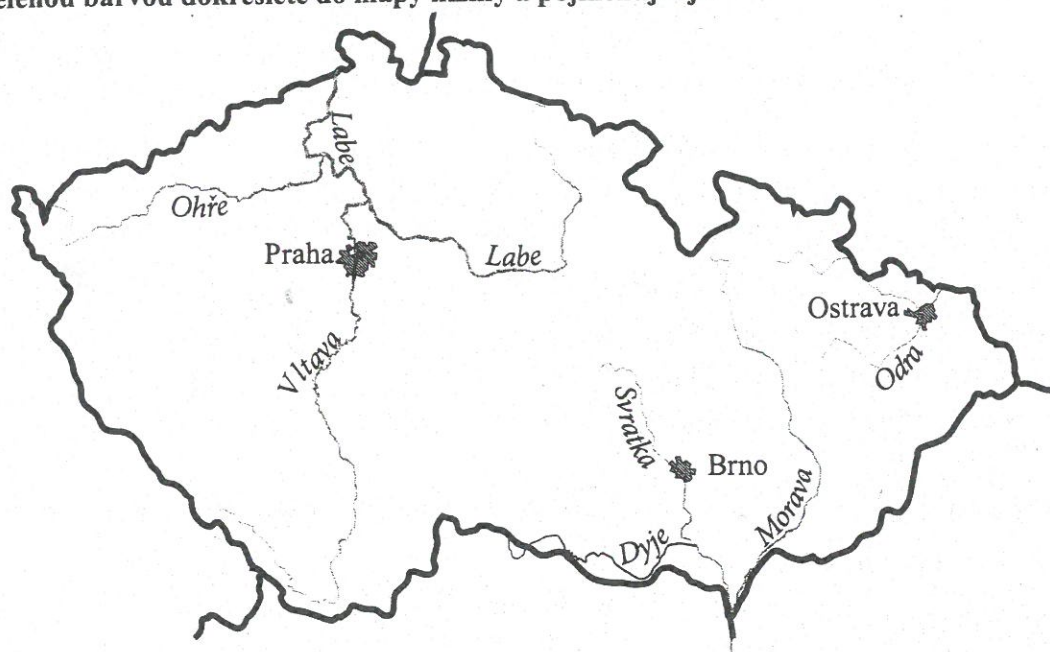 barvou dokreslete do mapy
Labe
Ohře
Praha
Labe
Ostrava
Vltava
Odra
Svratka
Brno
Morava
Dyje